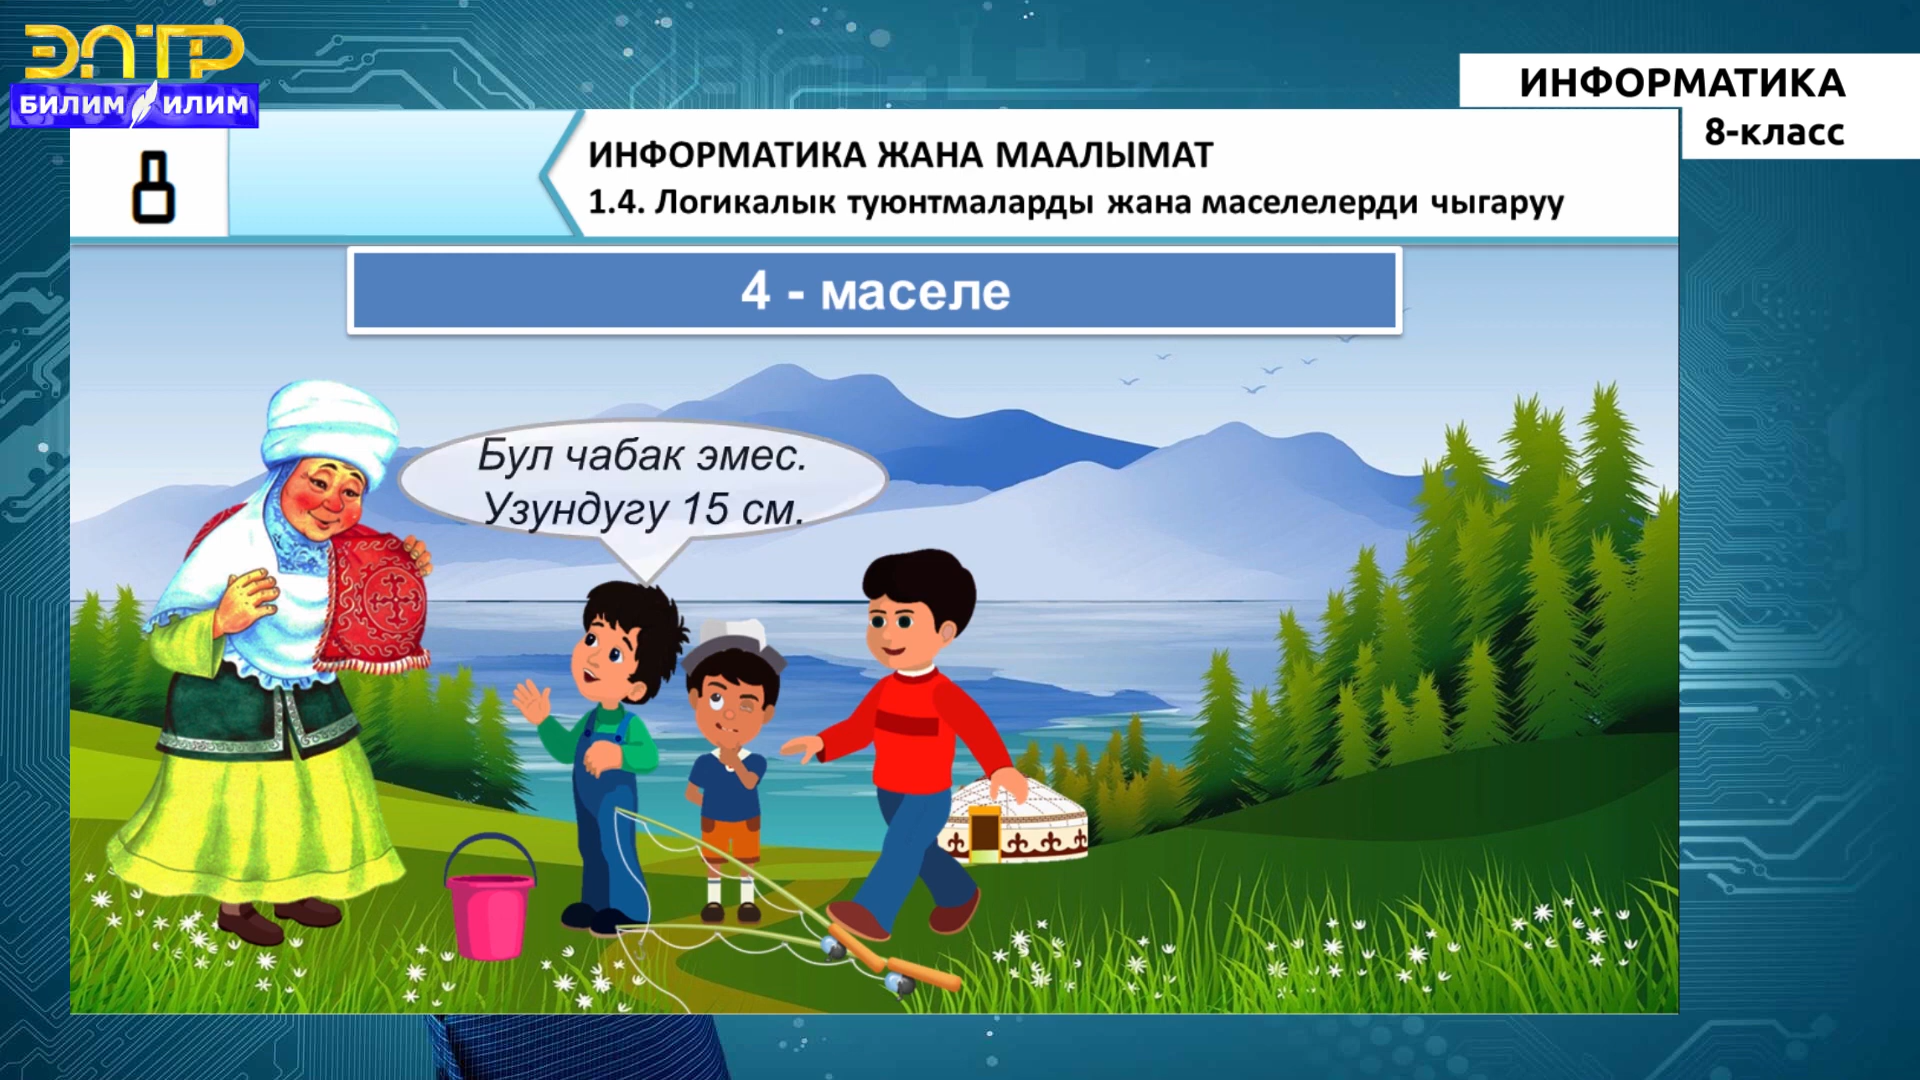 ЭЛТР
БИЛИМ ИЛИМ
ИНФОРМАТИКА
8-класс
8
ИНФОРМАТИКА ЖАНА МААЛЫМАТ
1.4. Логикалык туюнтмаларды жана маселелерди чыгаруу
4 - маселе
Бул чабак эмес.
Узундугу 15 см.